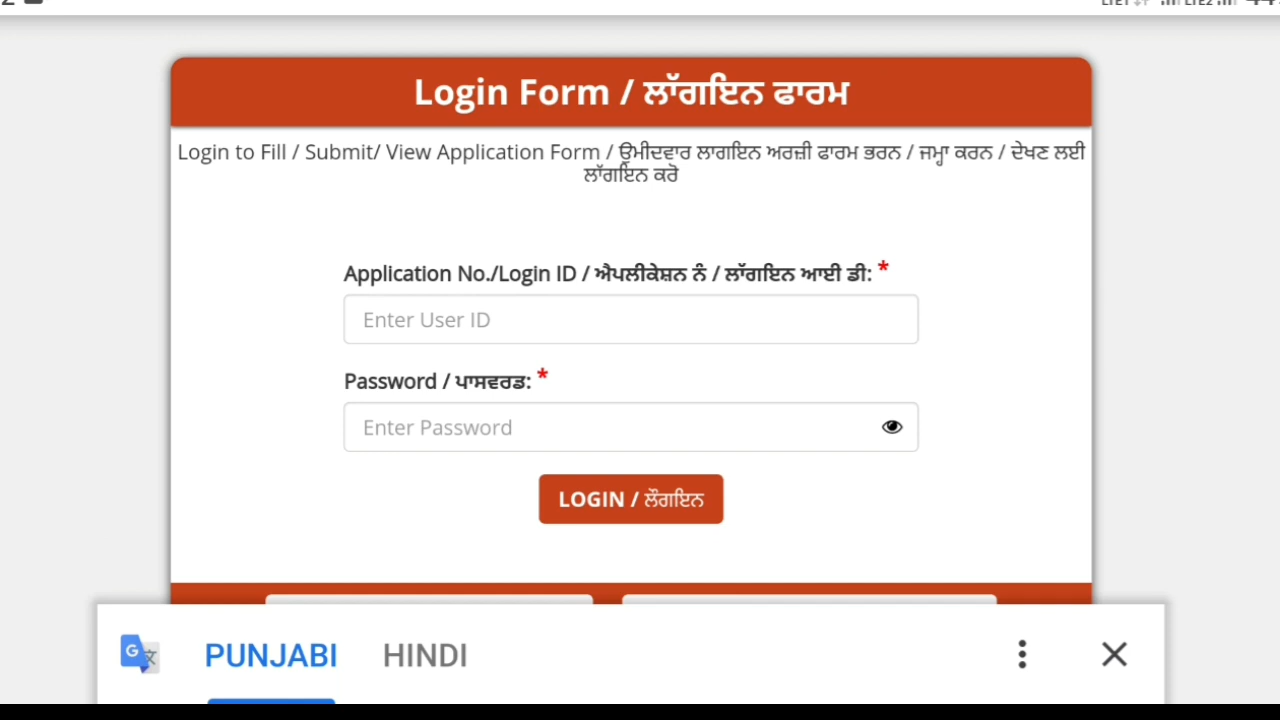 Login Form / ਲਾੱਗਇਨ ਫਾਰਮ
Login to Fill / Submit/ View Application Form / ਉਮੀਦਵਾਰ ਲਾਗਇਨ ਅਰਜ਼ੀ ਫਾਰਮ ਭਰਨ / ਜਮ੍ਹਾ ਕਰਨ / ਦੇਖਣ ਲਈ
ਲਾੱਗਇਨ ਕਰੋ
Application No./Login ID / ਐਪਲੀਕੇਸ਼ਨ ਨੰ / ਲਾੱਗਇਨ ਆਈ ਡੀ: *
Enter User ID
Password / ਪਾਸਵਰਡ: *
Enter Password
LOGIN / ਲੌਗਇਨ
PUNJABI HINDI